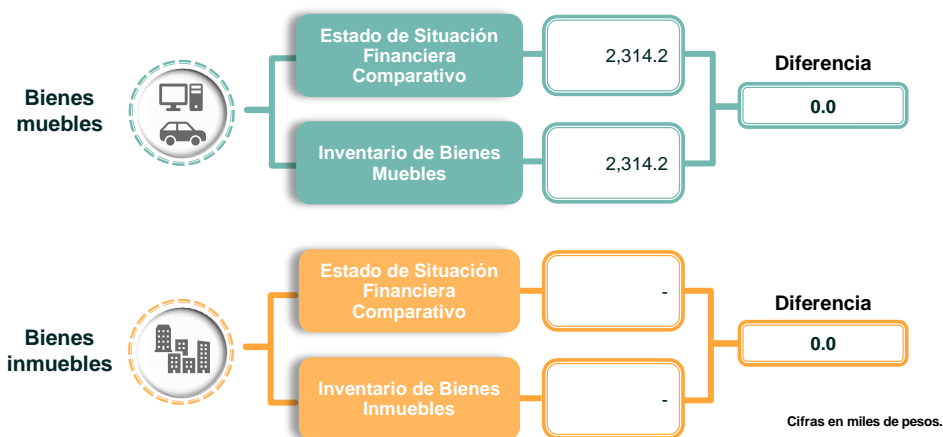 Bienes
muebles
Estado de Situación
Financiera
Comparativo
2,314.2
Inventario de Bienes
Muebles
2,314.2
Diferencia
0.0
Bienes
inmuebles
Estado de Situación
Financiera
Comparativo
-
Inventario de Bienes
Inmuebles
-
Diferencia
0.0
Cifras en miles de pesos.